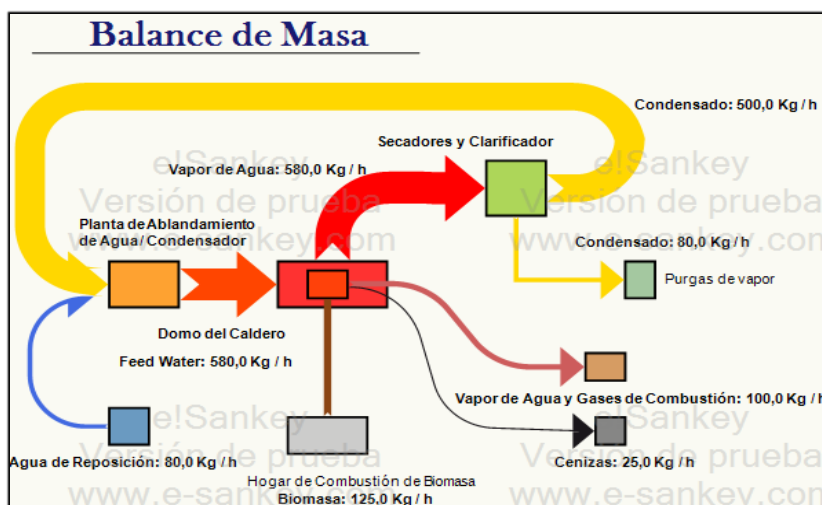 Balance de Masa
Condensado: 500,0 Kg / h
Secadores y Clarificador
e!Sankey
e!Sankey
Vapor de Agua: 580,0 Kg / h
Versión de prueba
Versión de prueba
Planta de Ablandamiento
de Agua / Condensador
www.e-sankey.com
www.e-sankey.com
Condensado: 80,0 Kg / h
Purgas de vapor
Domo del Caldero
Feed Water: 580,0 Kg / h
Vapor de Agua y Gases de Combustión: 100,0 Kg / h
e!Sankey
e!Sankey
Agua de Reposición: 80,0 Kg / h
Versión de prueba
Versión de prueba
Cenizas: 25,0 Kg / h
Hogar de Combustión de Biomasa
Biomasa: 125,0 Kg / h
www.e-sankey.com
www.e-sankey.com